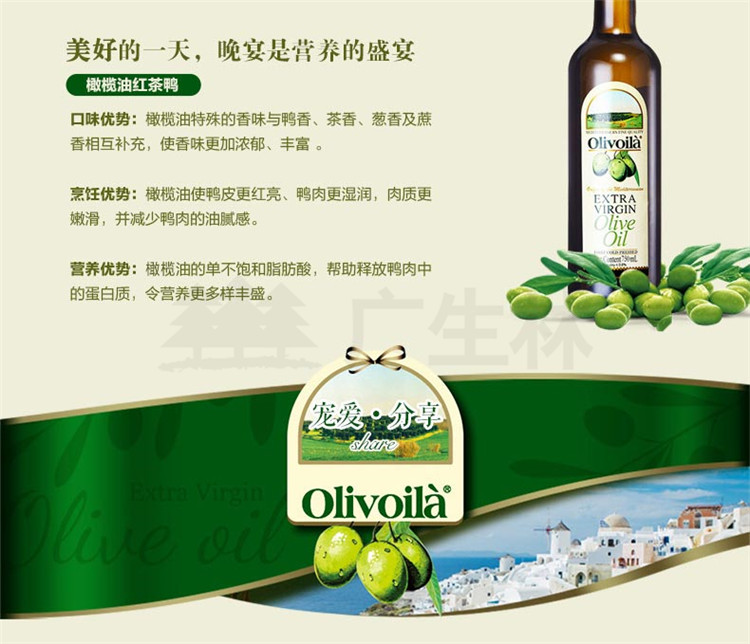 美好的一天，晚宴是营养的盛宴
橄榄油红茶鸭
口味优势：橄榄油特殊的香味与鸭香、茶香、葱香及蔗
香相互补充，使香味更加浓郁、丰富 。
烹饪优势：橄榄油使鸭皮更红亮、鸭肉更湿润，肉质更
嫩滑，并减少鸭肉的油腻感。
营养优势：橄榄油的单不饱和脂肪酸，帮助释放鸭肉中
的蛋白质，令营养更多样丰盛。
Olivoilà
EXTRA
VIRGIN
Olive
Oil
Content 750 mL
广生林
宠爱·分享
share
Olivoilà®
Extra Virgin
Olive oil